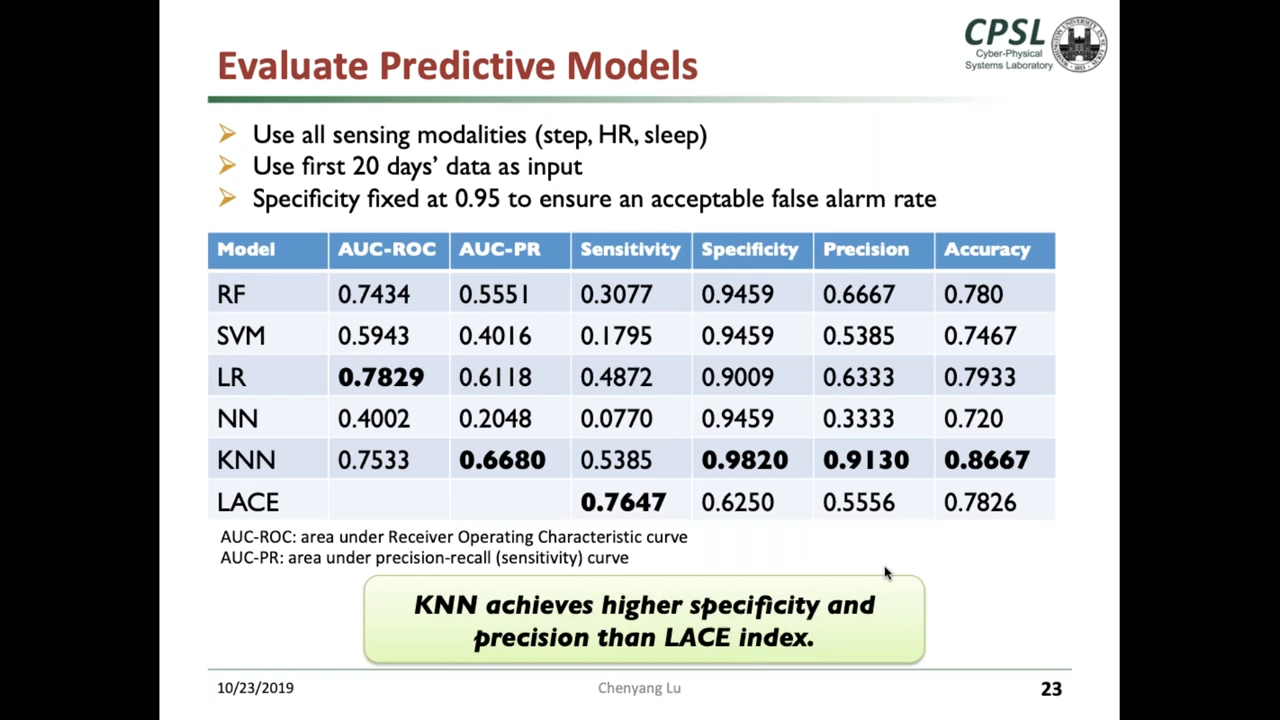 CPSL
Cyber-Physical
Systems Laboratory
Evaluate Predictive Models
Use all sensing modalities (step, HR, sleep)
Use first 20 days’ data as input
Specificity fixed at 0.95 to ensure an acceptable false alarm rate
Model AUC-ROC AUC-PR Sensitivity Specificity Precision Accuracy
RF 0.7434 0.5551 0.3077 0.9459 0.6667 0.780
SVM 0.5943 0.4016 0.1795 0.9459 0.5385 0.7467
LR 0.7829 0.6118 0.4872 0.9009 0.6333 0.7933
NN 0.4002 0.2048 0.0770 0.9459 0.3333 0.720
KNN 0.7533 0.6680 0.5385 0.9820 0.9130 0.8667
LACE 0.7647 0.6250 0.5556 0.7826
AUC-ROC: area under Receiver Operating Characteristic curve
AUC-PR: area under precision-recall (sensitivity) curve
KNN achieves higher specificity and
precision than LACE index.
10/23/2019 Chenyang Lu 23